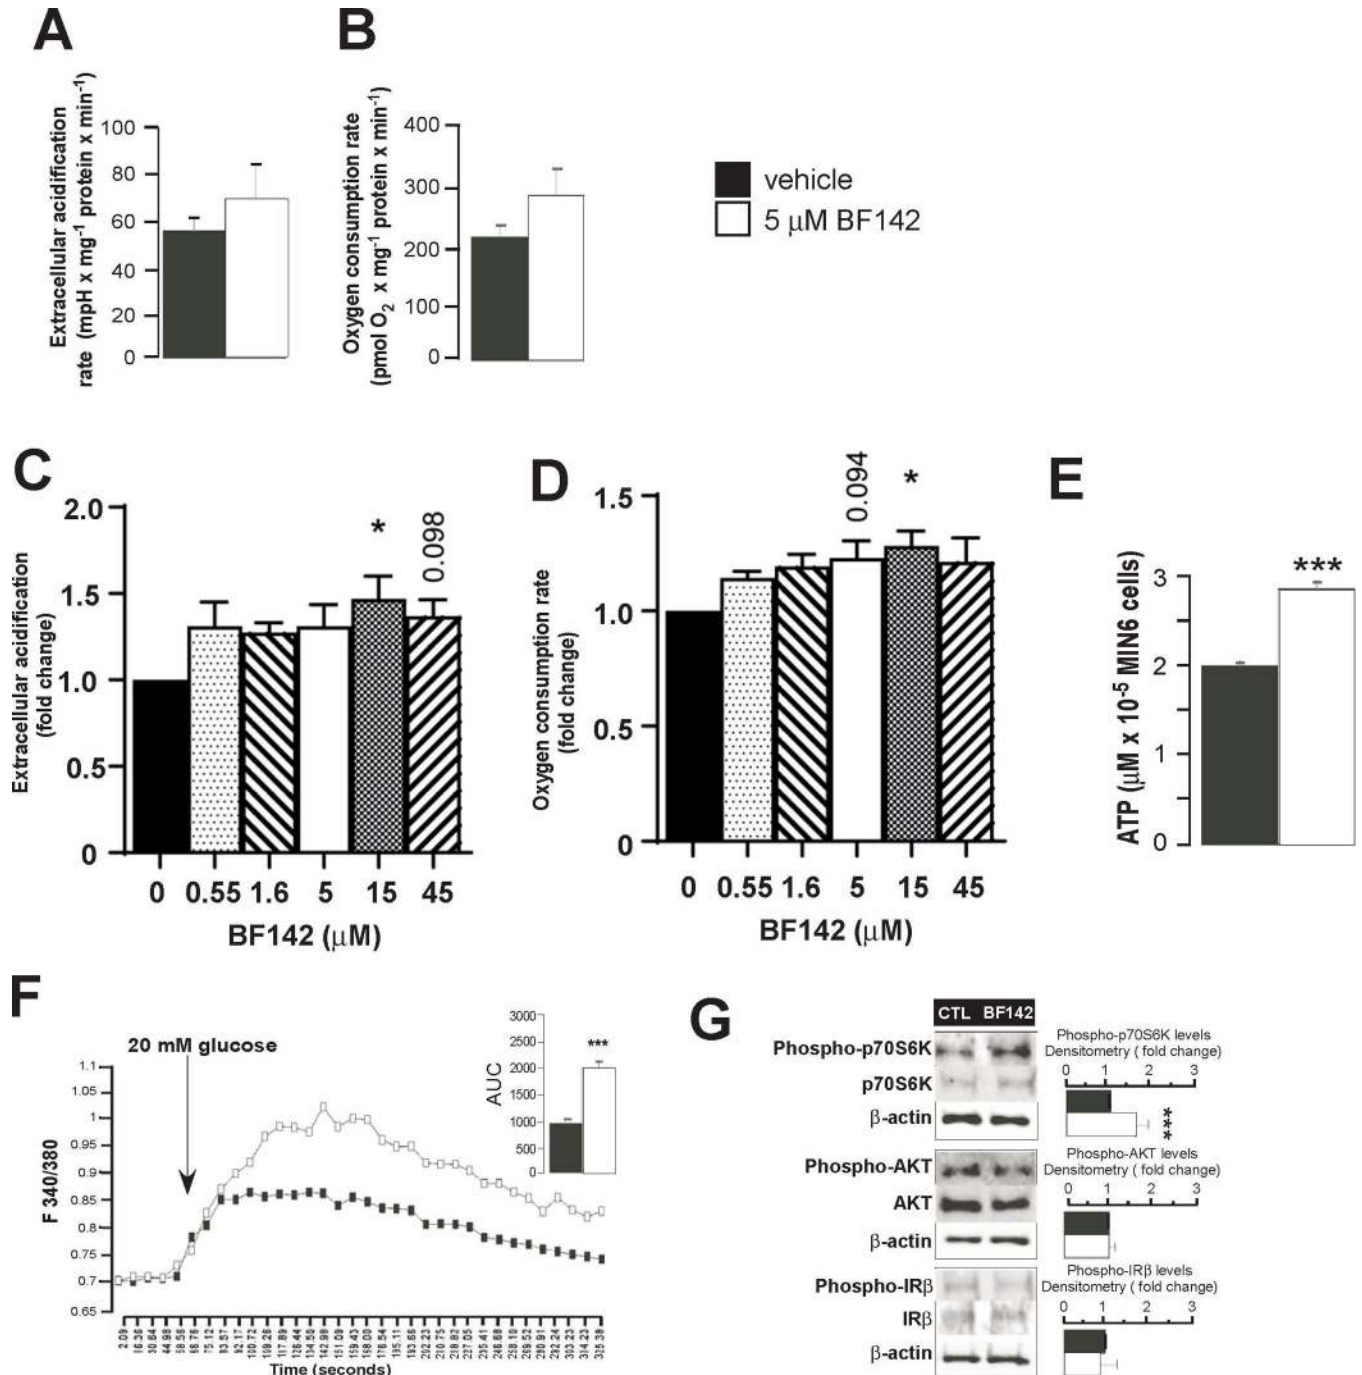 A
Extracellular acidification
rate (mpH x mg⁻¹ protein x min⁻¹)
100
80
60
40
20
0
B
Oxygen consumption rate
(pmol O₂ x mg⁻¹ protein x min⁻¹)
400
300
200
100
0
vehicle
5 µM BF142
C
Extracellular acidification
(fold change)
2.0
1.5
1.0
0.5
0
*
0.098
0 0.55 1.6 5 15 45
BF142 (µM)
D
Oxygen consumption rate
(fold change)
1.5
1.0
0.5
0
0.094
*
0 0.55 1.6 5 15 45
BF142 (µM)
E
ATP (µM x 10⁻⁵ MIN6 cells)
3
2
1
0
***
F
20 mM glucose
F 340/380
1.1
1.05
1
0.95
0.9
0.85
0.8
0.75
0.7
0.65
AUC
3000
2500
2000
1500
1000
500
0
***
Time (seconds)
G
CTL BF142
Phospho-p70S6K
p70S6K
β-actin
Phospho-p70S6K levels
Densitometry ( fold change)
0 1 2 3
***
Phospho-AKT
AKT
β-actin
Phospho-AKT levels
Densitometry ( fold change)
0 1 2 3
Phospho-IRβ
IRβ
β-actin
Phospho-IRβ levels
Densitometry ( fold change)
0 1 2 3